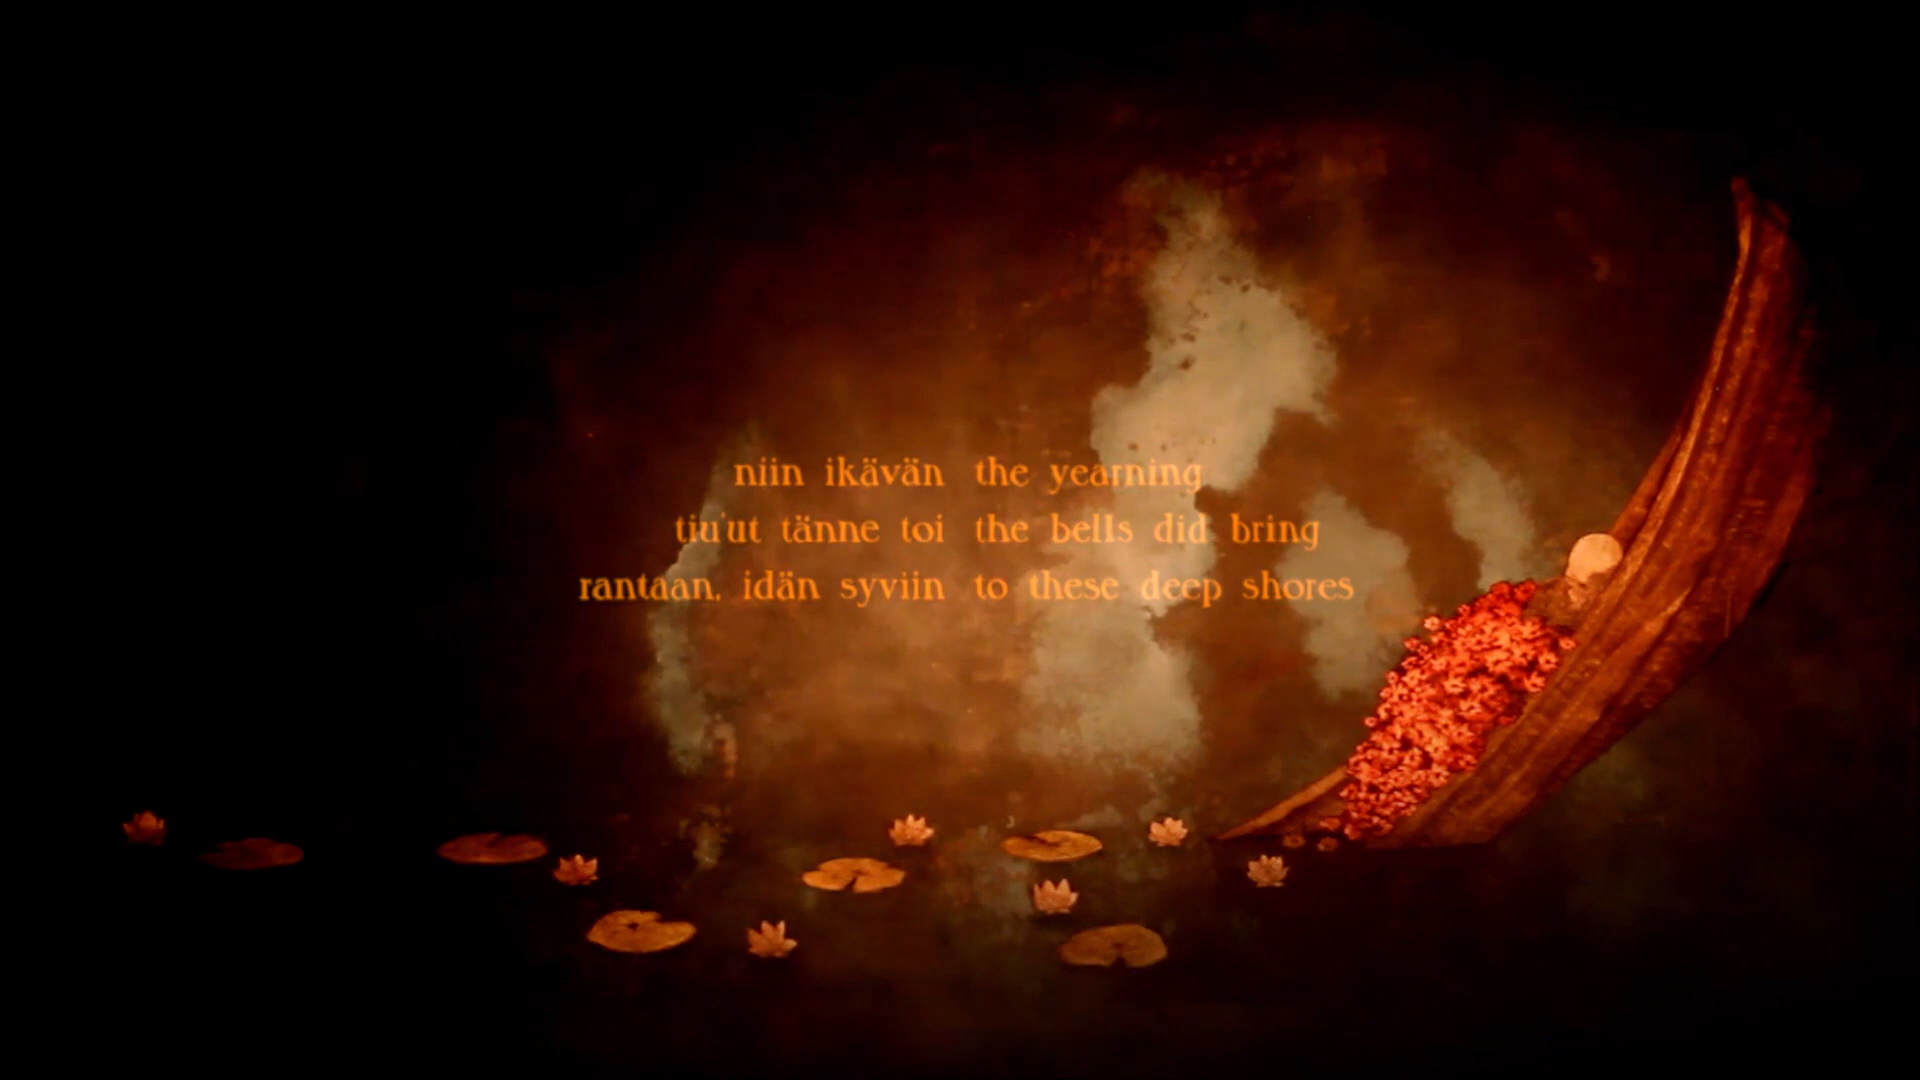 niin ikävän the yearning
tiu'ut tänne toi the bells did bring
rantaan, idän syviin to these deep shores